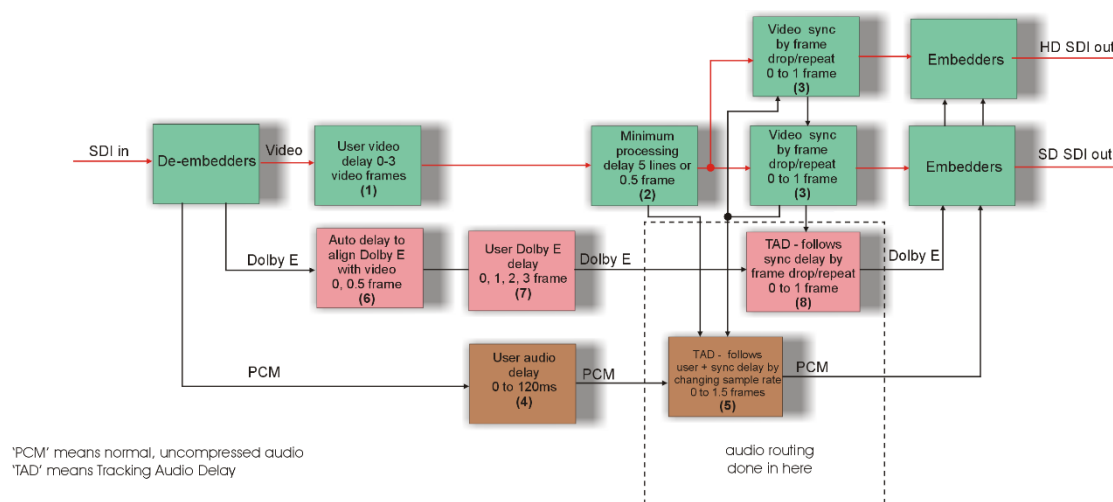 Video sync
by frame
drop/repeat
0 to 1 frame
(3)
Embedders
HD SDI out
SDI in
De-embedders
Video
User video
delay 0-3
video frames
(1)
Minimum
processing
delay 5 lines or
0.5 frame
(2)
Video sync
by frame
drop/repeat
0 to 1 frame
(3)
Embedders
SD SDI out
Dolby E
Auto delay to
align Dolby E
with video
0, 0.5 frame
(6)
User Dolby E
delay
0, 1, 2, 3 frame
(7)
Dolby E
TAD - follows
sync delay by
frame drop/repeat
0 to 1 frame
(8)
Dolby E
PCM
User audio
delay
0 to 120ms
(4)
PCM
TAD - follows
user + sync delay by
changing sample rate
0 to 1.5 frames
(5)
PCM
'PCM' means normal, uncompressed audio
'TAD' means Tracking Audio Delay
audio routing
done in here